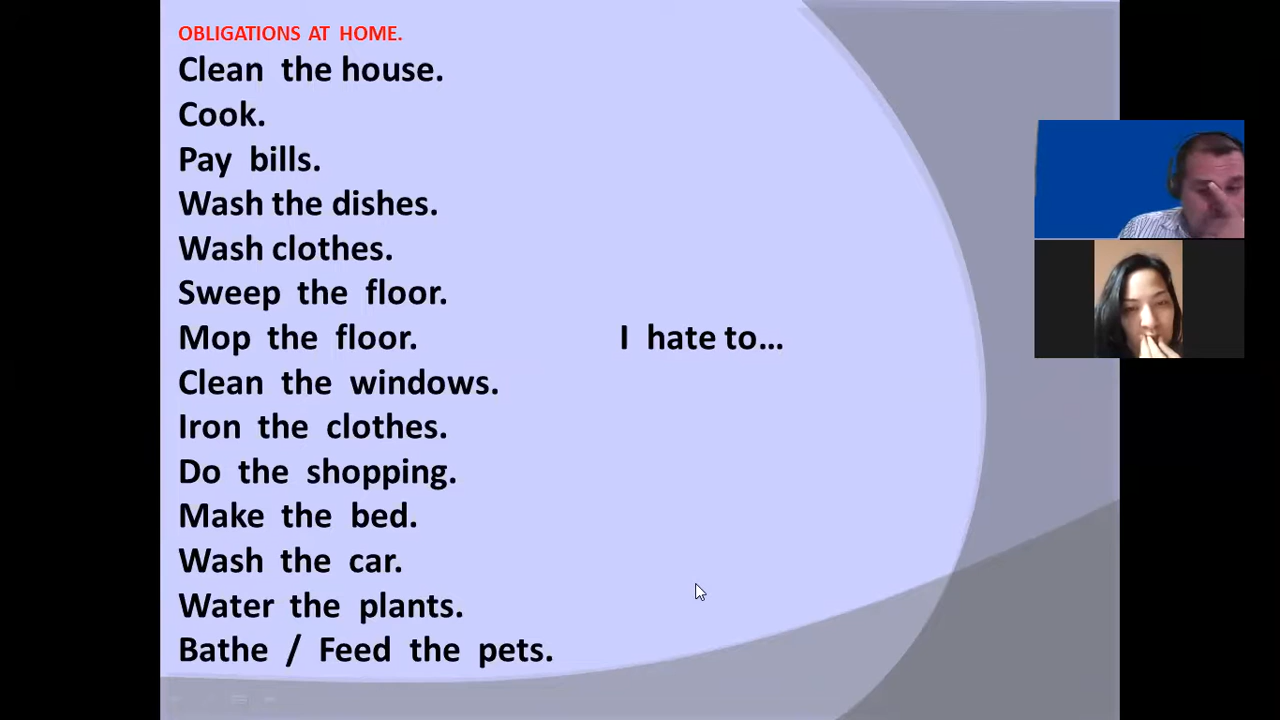 OBLIGATIONS AT HOME.
Clean the house.
Cook.
Pay bills.
Wash the dishes.
Wash clothes.
Sweep the floor.
Mop the floor.
I hate to…
Clean the windows.
Iron the clothes.
Do the shopping.
Make the bed.
Wash the car.
Water the plants.
Bathe / Feed the pets.